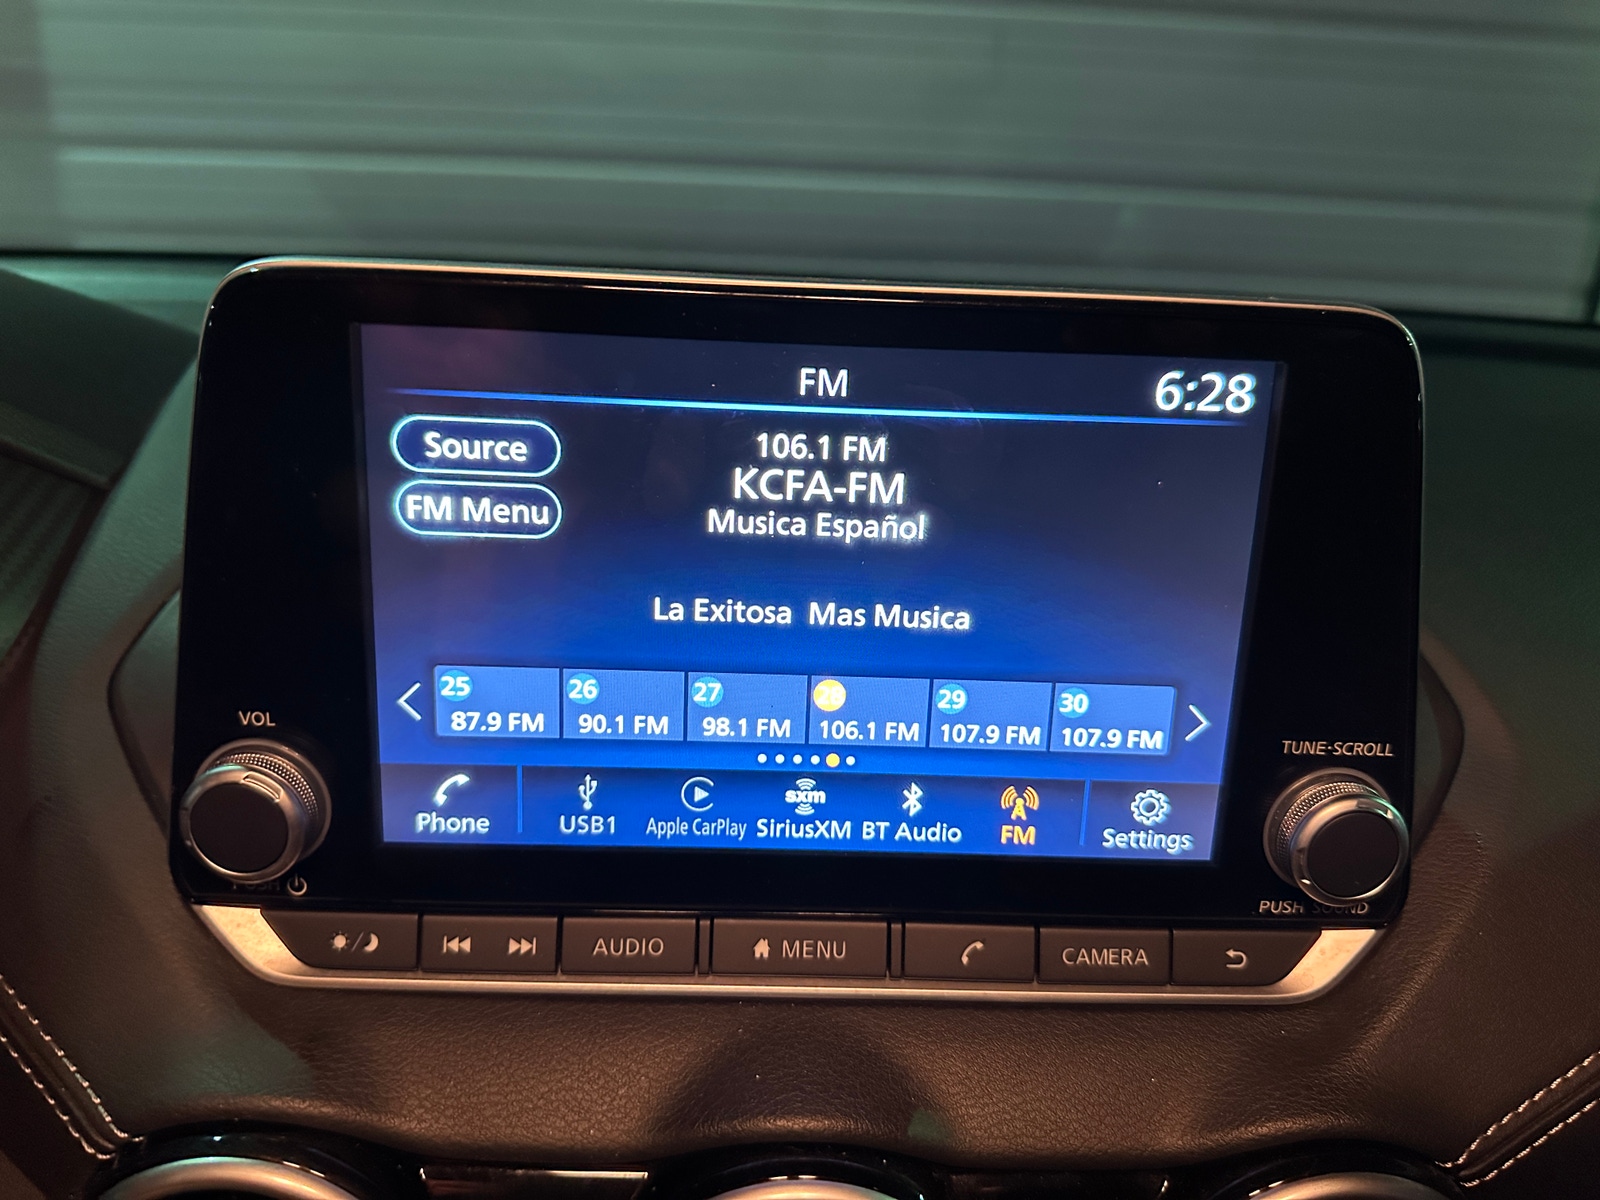 FM
6:28
Source
FM Menu
106.1 FM
KCFA-FM
Musica Español
La Exitosa Mas Musica
25 26 27 28 29 30
87.9 FM 90.1 FM 98.1 FM 106.1 FM 107.9 FM 107.9 FM
VOL
TUNE·SCROLL
Phone USB1 Apple CarPlay sxm SiriusXM BT Audio FM Settings
PUSH
PUSH SOUND
AUDIO MENU CAMERA